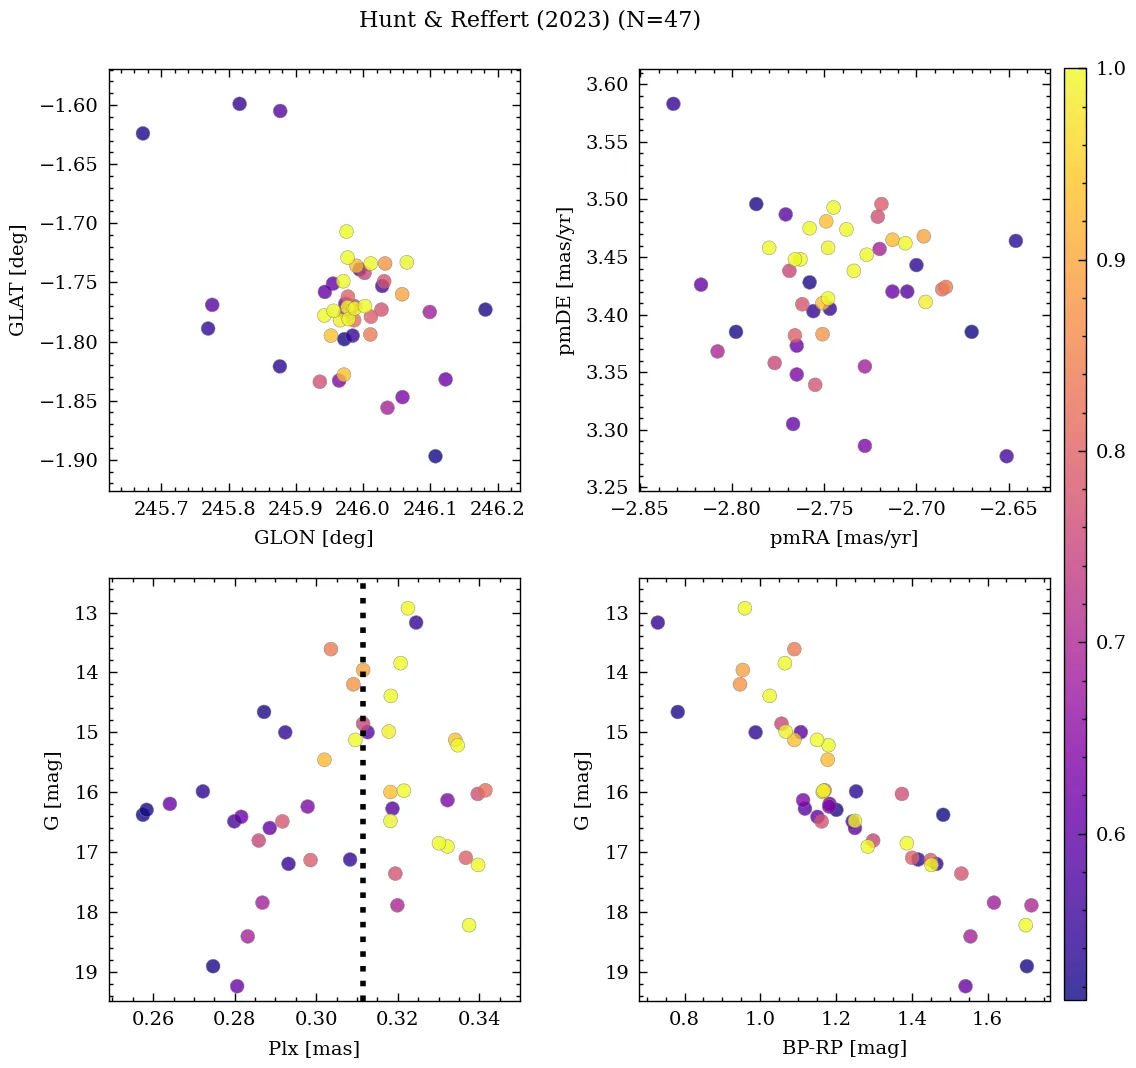 Hunt & Reffert (2023) (N=47)
−1.60
−1.65
−1.70
−1.75
−1.80
−1.85
−1.90
GLAT [deg]
245.7 245.8 245.9 246.0 246.1 246.2
GLON [deg]
3.60
3.55
3.50
3.45
3.40
3.35
3.30
3.25
pmDE [mas/yr]
−2.85 −2.80 −2.75 −2.70 −2.65
pmRA [mas/yr]
1.0
0.9
0.8
0.7
0.6
13
14
15
16
17
18
19
G [mag]
0.26 0.28 0.30 0.32 0.34
Plx [mas]
13
14
15
16
17
18
19
G [mag]
0.8 1.0 1.2 1.4 1.6
BP-RP [mag]